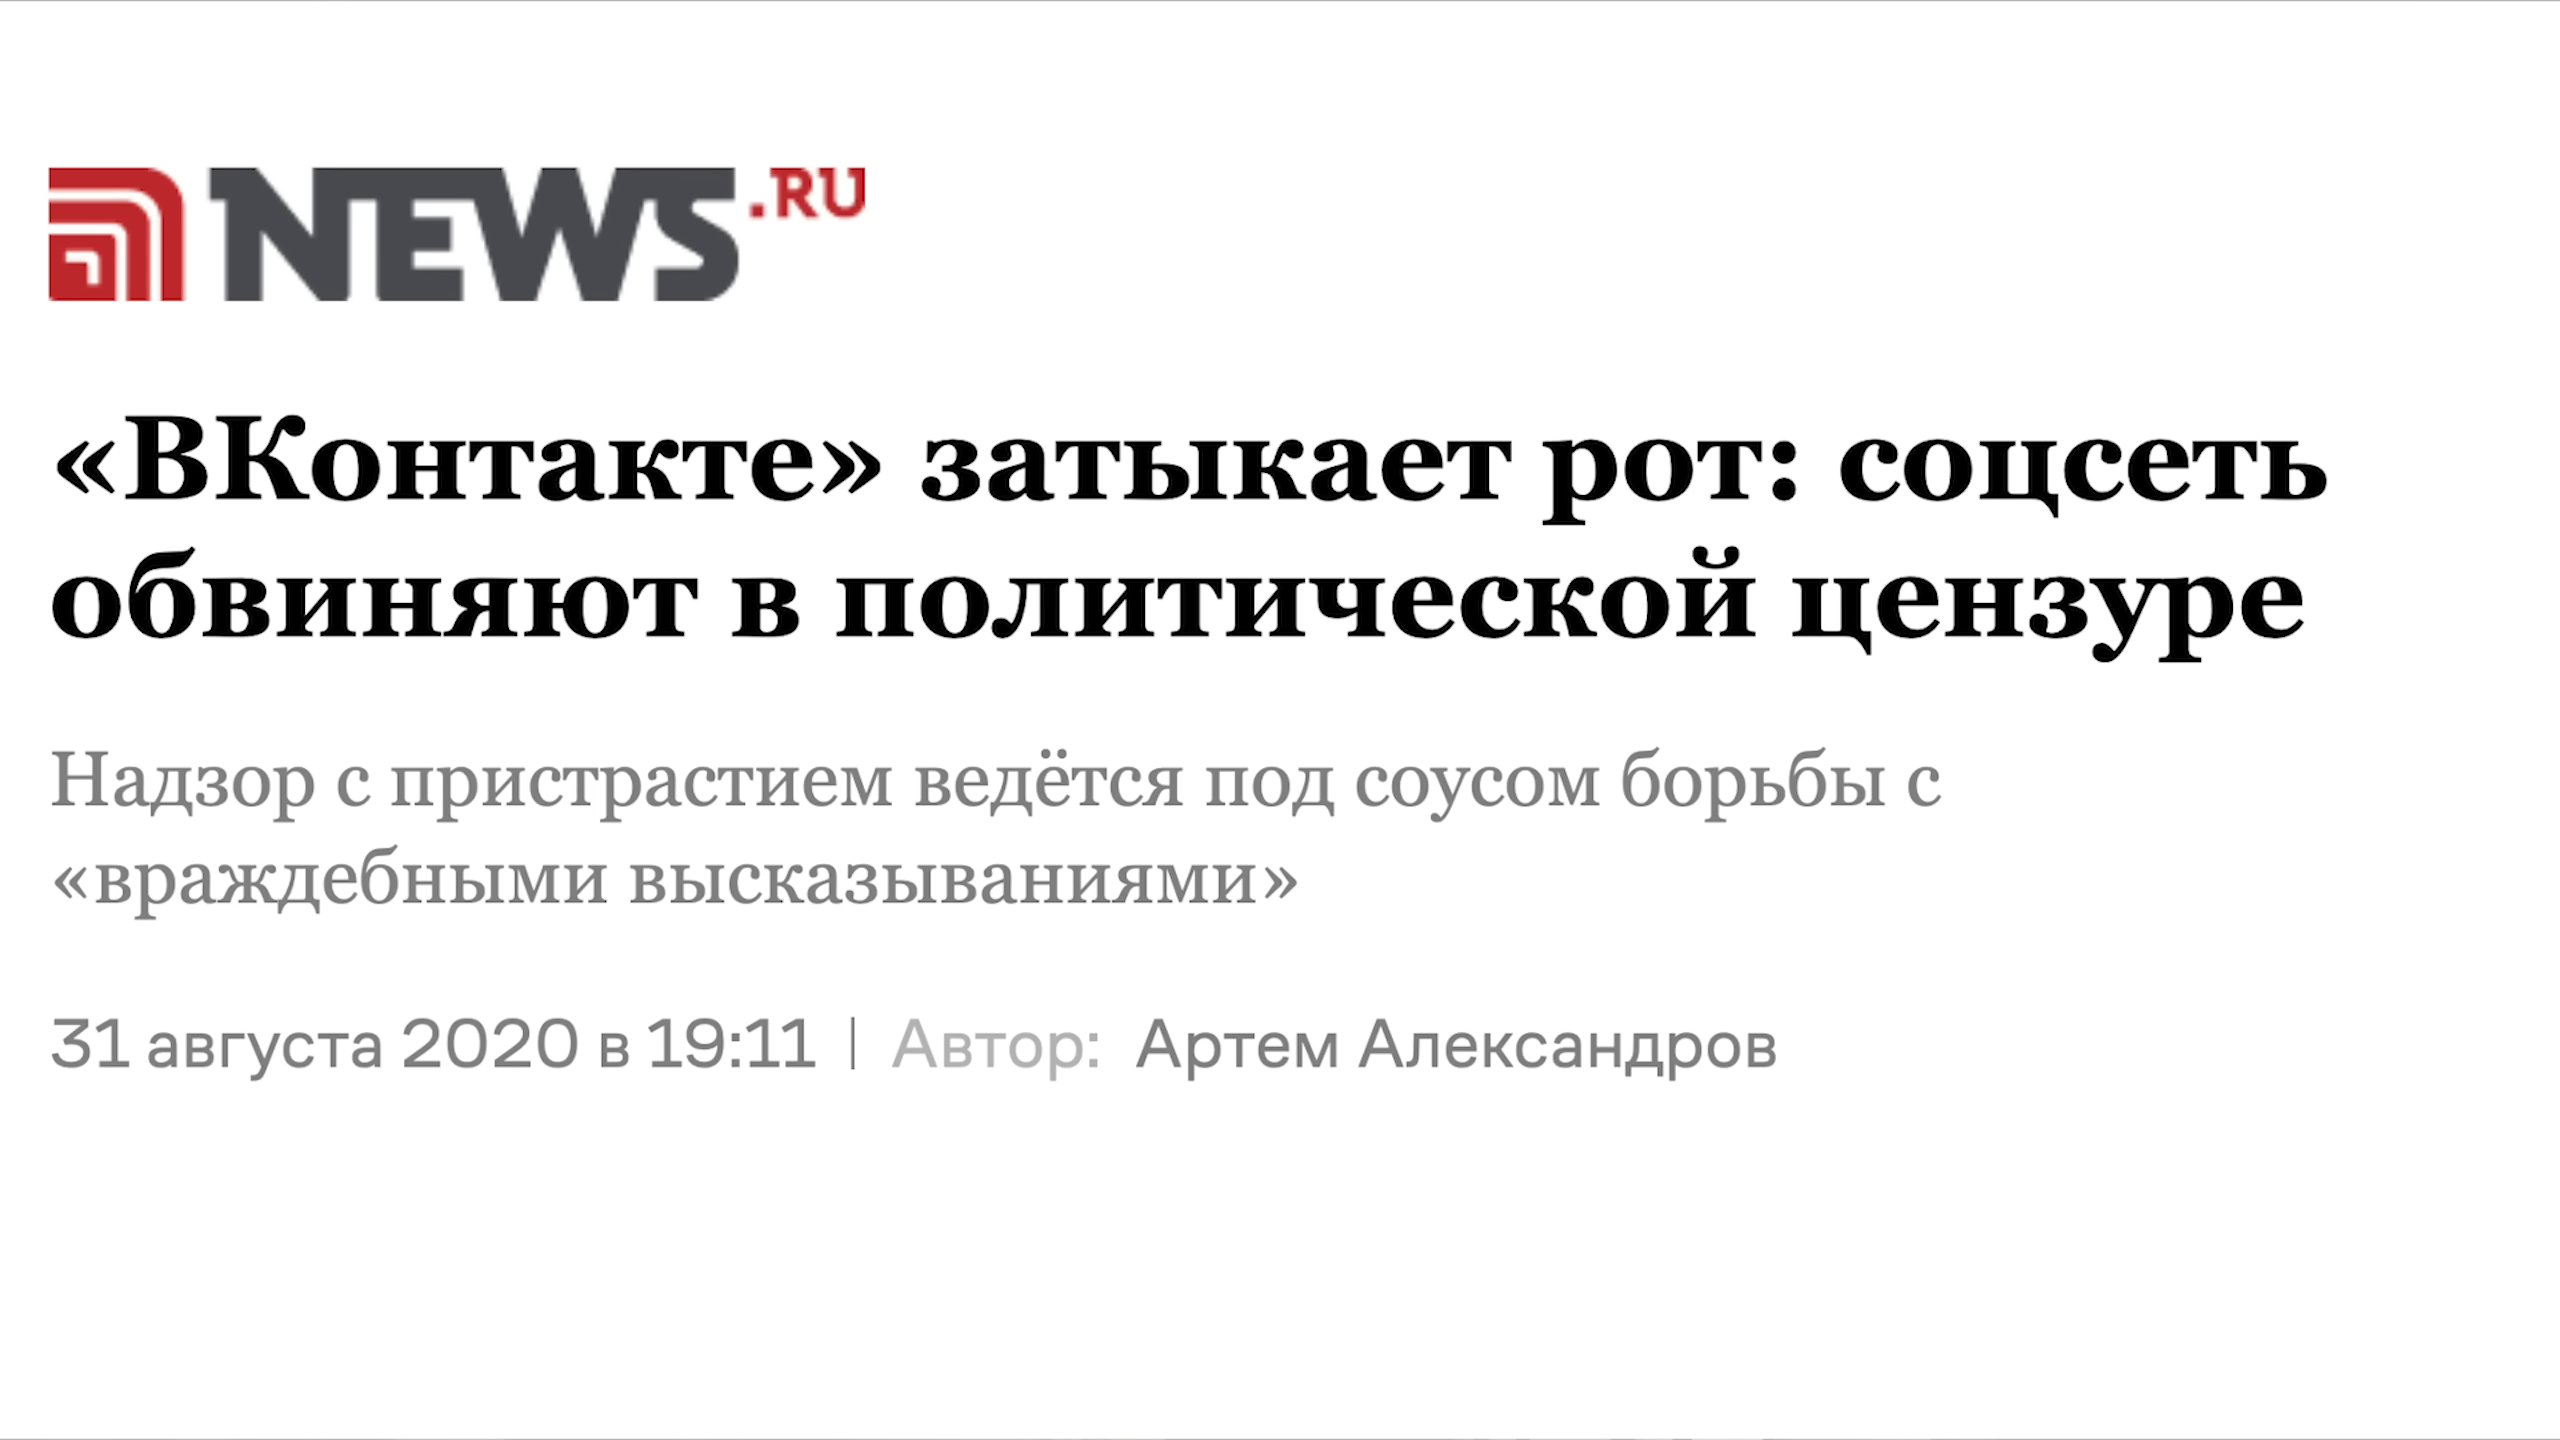 NEWS.RU
«ВКонтакте» затыкает рот: соцсеть
обвиняют в политической цензуре
Надзор с пристрастием ведётся под соусом борьбы с
«враждебными высказываниями»
31 августа 2020 в 19:11 | Автор: Артем Александров